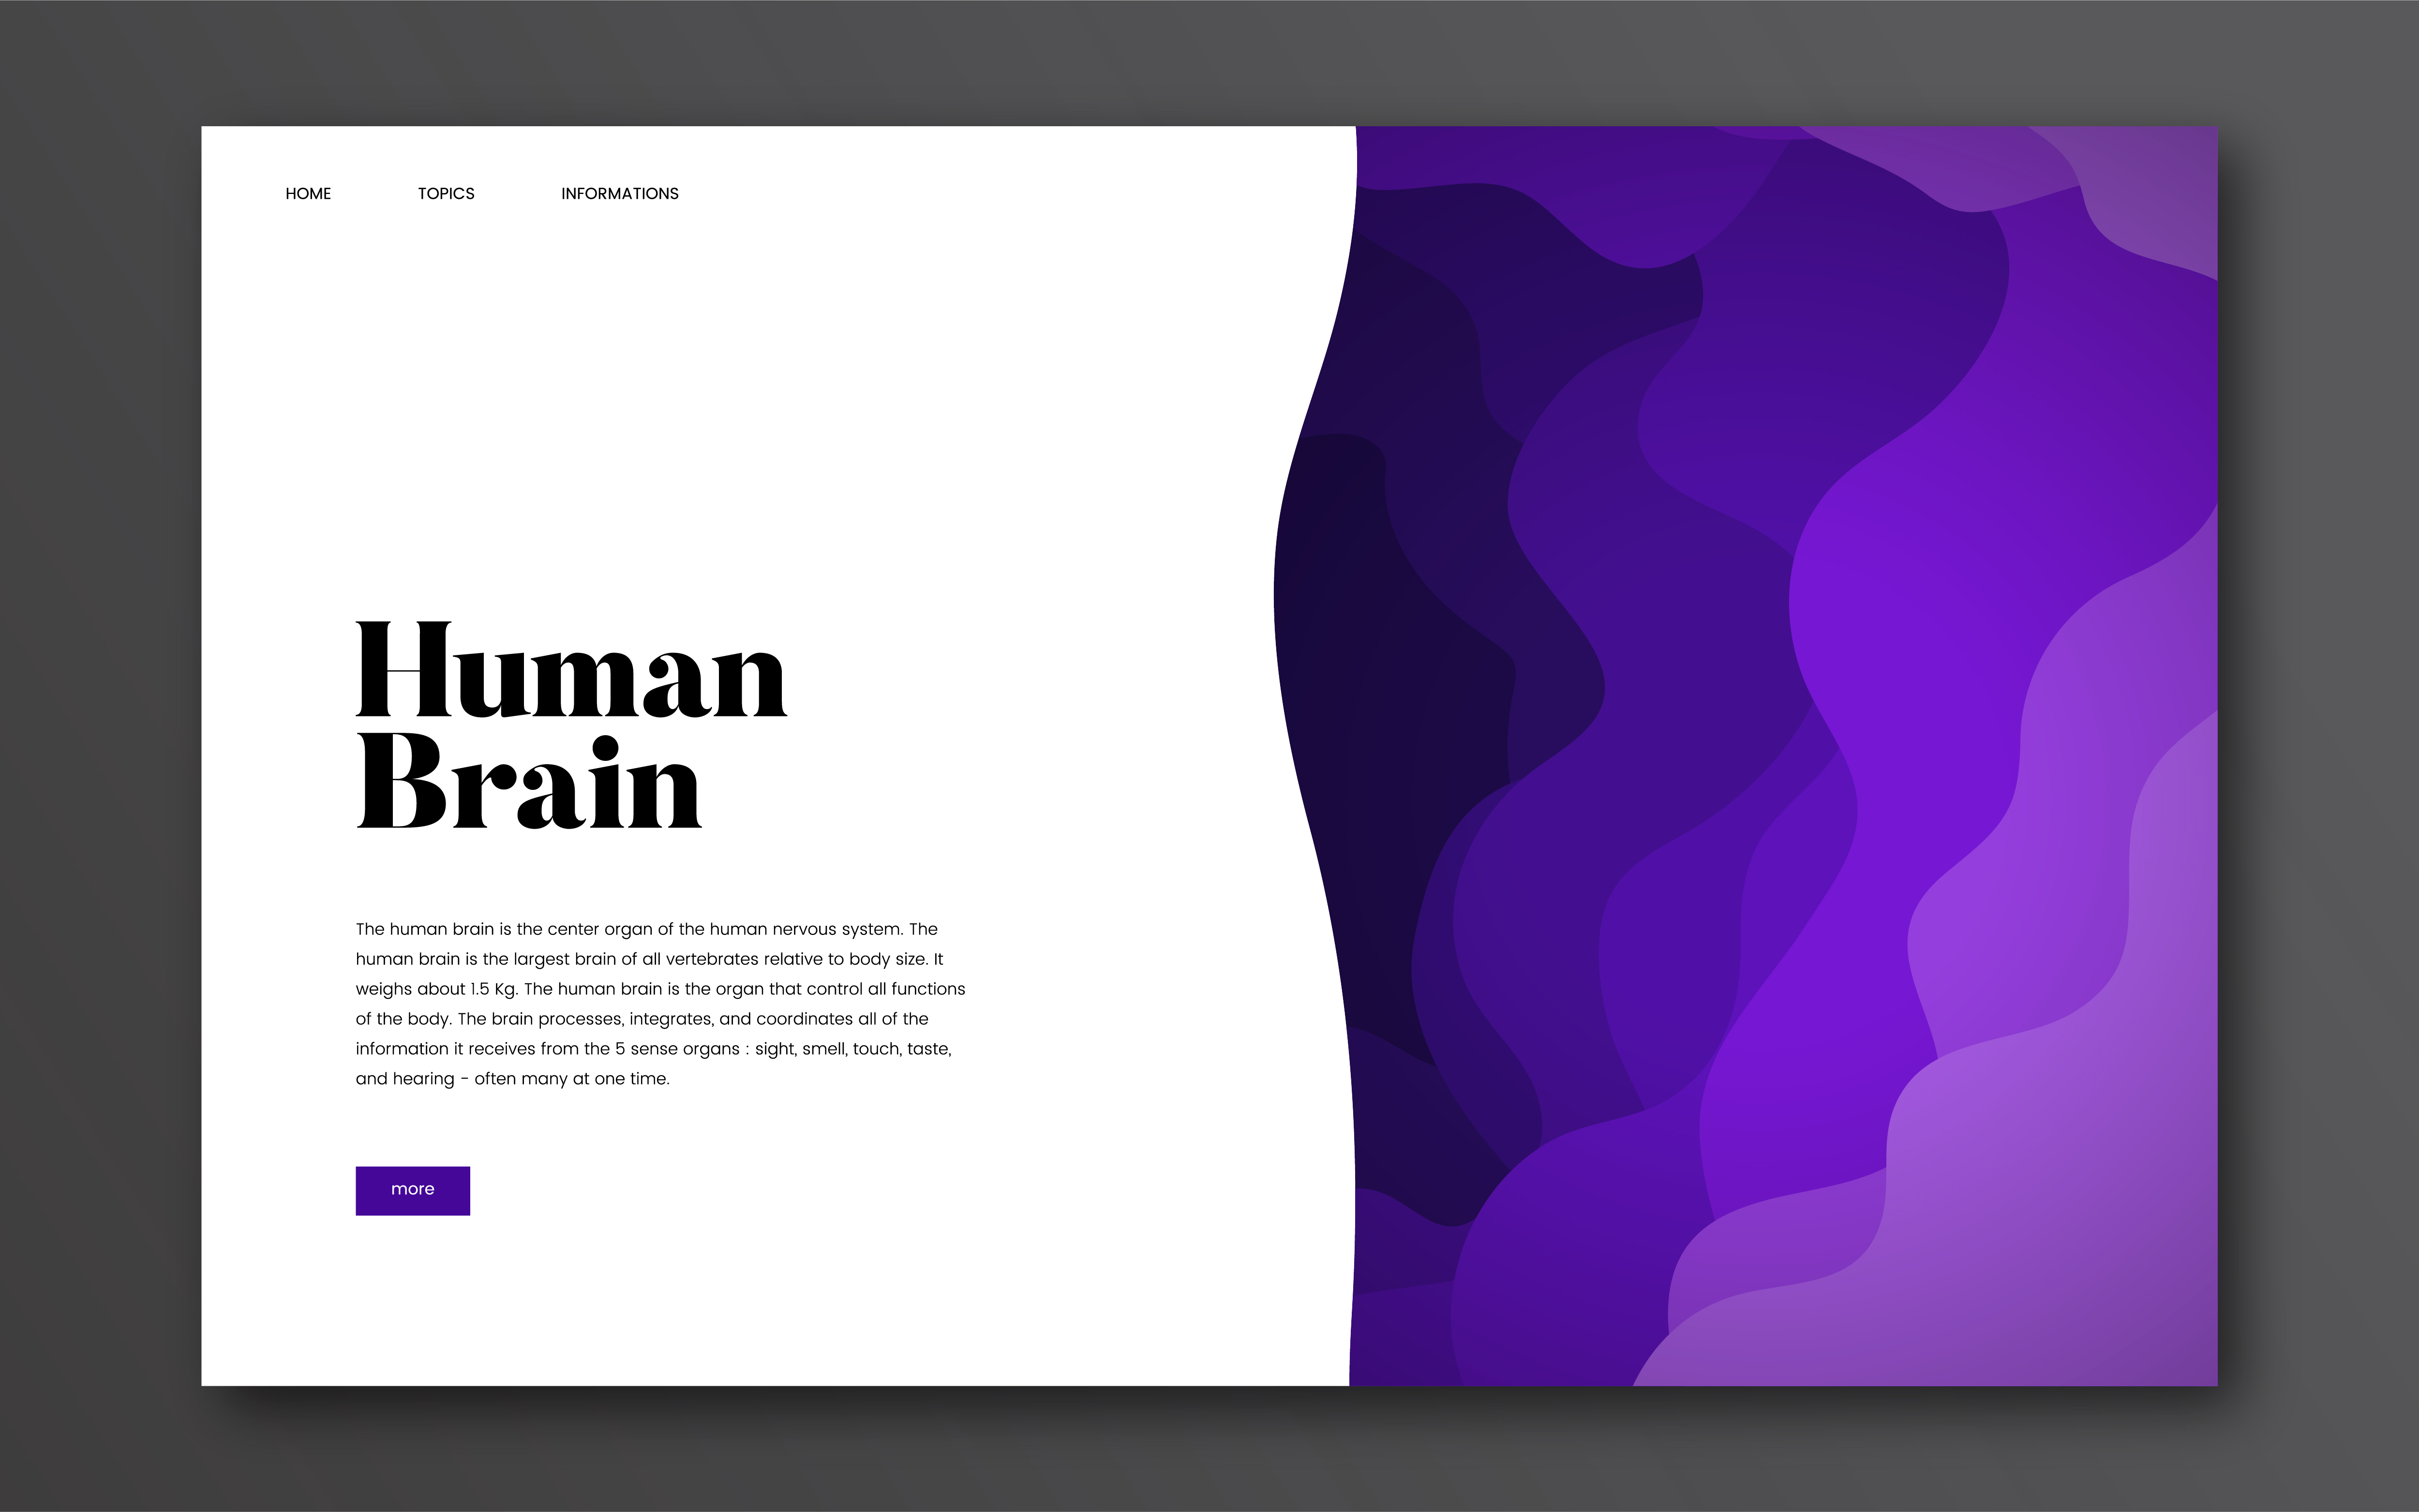 HOME TOPICS INFORMATIONS
Human
Brain
The human brain is the center organ of the human nervous system. The
human brain is the largest brain of all vertebrates relative to body size. It
weighs about 1.5 Kg. The human brain is the organ that control all functions
of the body. The brain processes, integrates, and coordinates all of the
information it receives from the 5 sense organs : sight, smell, touch, taste,
and hearing - often many at one time.
more